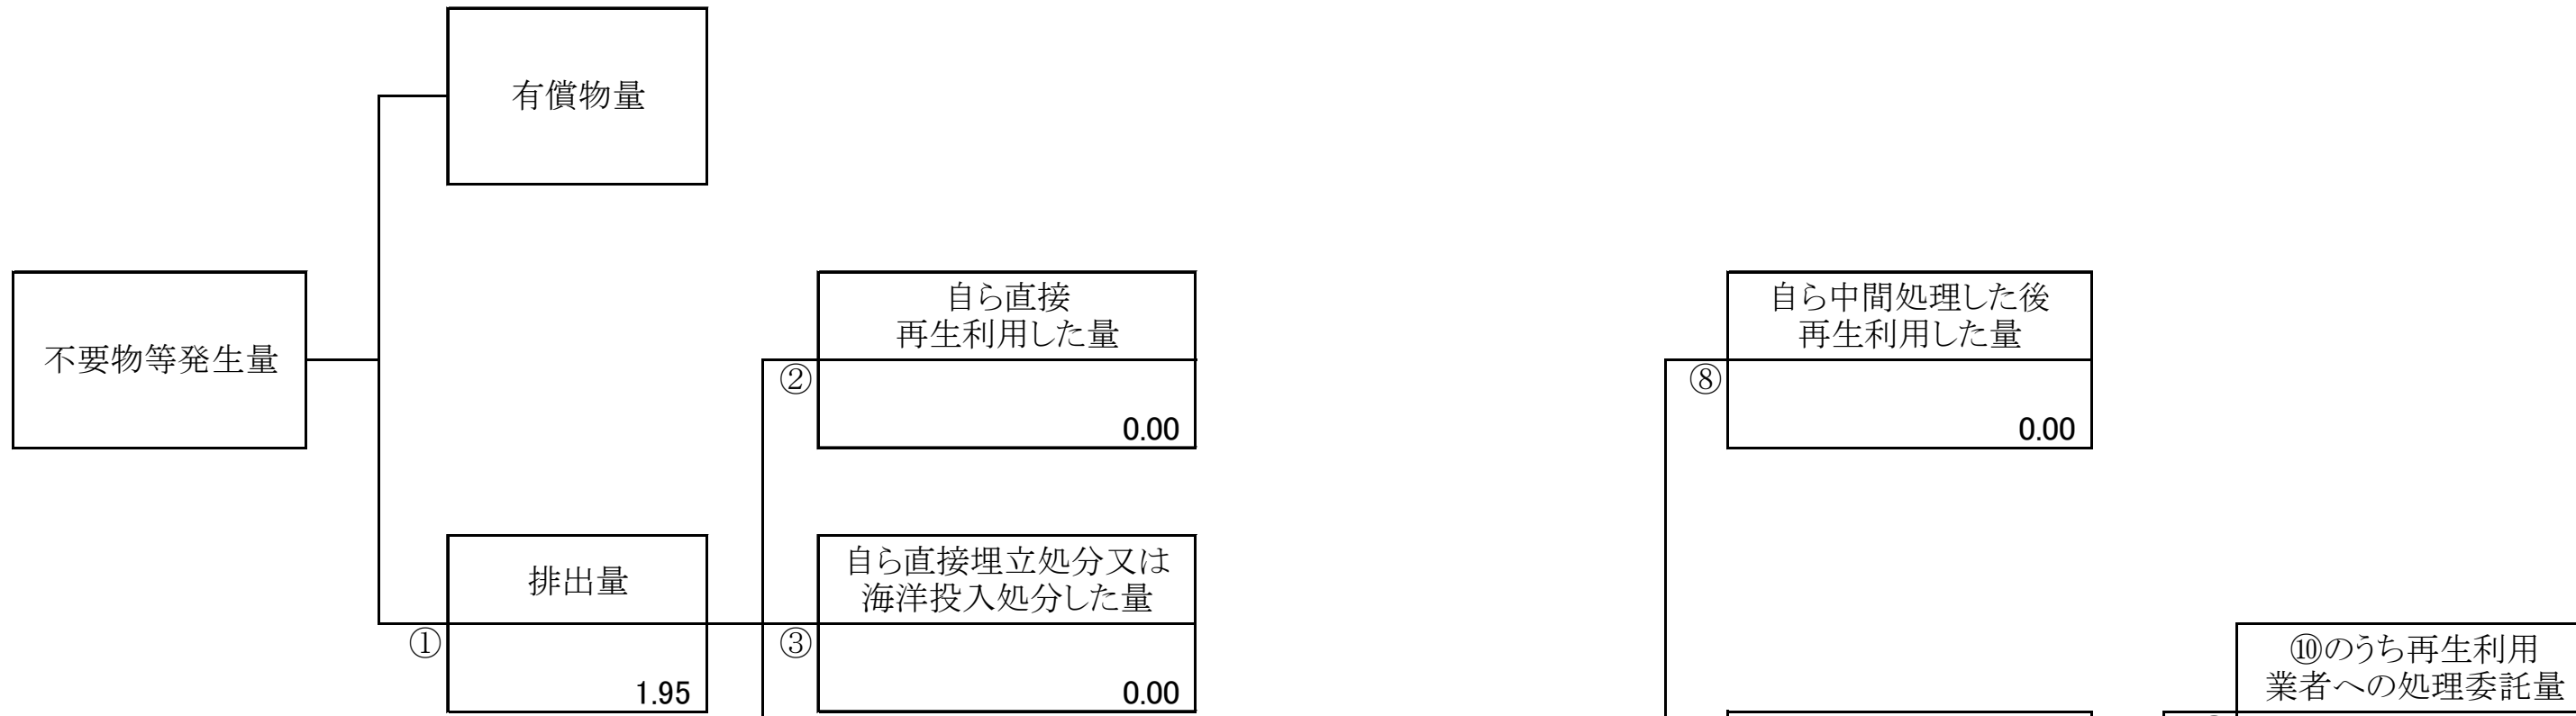 有償物量
不要物等発生量
自ら直接
再生利用した量
②
0.00
自ら中間処理した後
再生利用した量
⑧
0.00
排出量
①
1.95
自ら直接埋立処分又は
海洋投入処分した量
③
0.00
⑩のうち再生利用
業者への処理委託量